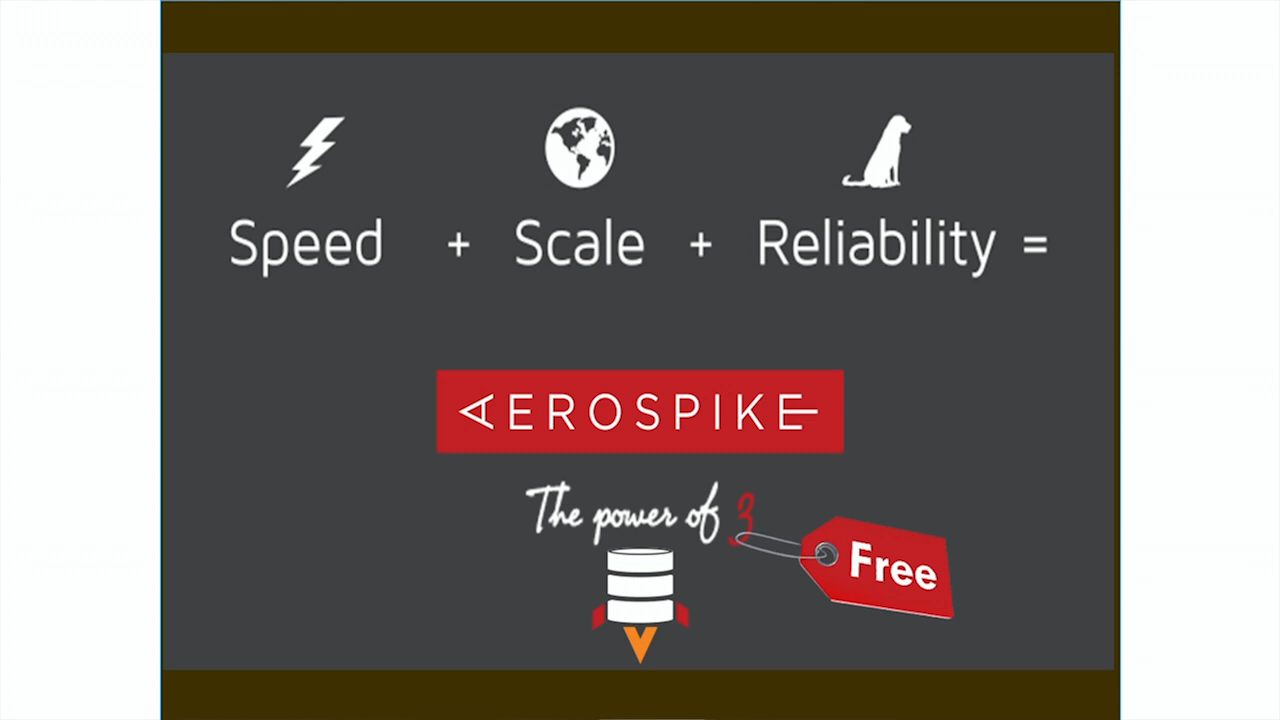 Speed + Scale + Reliability =
AEROSPIKE
The power of 3
Free